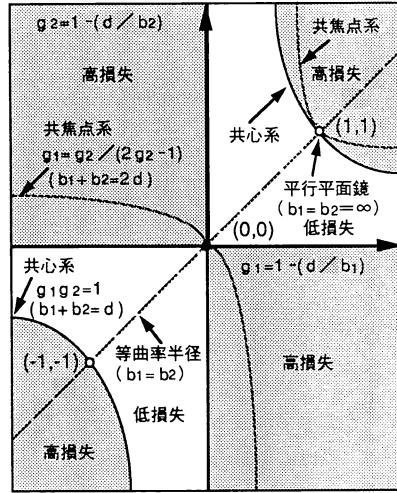 g2=1-(d/b2)
高損失
共焦点系
g1=g2/(2g2-1)
(b1+b2=2d)
共焦点系
高損失
共心系
(1,1)
平行平面鏡
(b1=b2=∞)
低損失
(0,0)
g1=1-(d/b1)
共心系
g1g2=1
(b1+b2=d)
(-1,-1)
等曲率半径
(b1=b2)
低損失
高損失
高損失